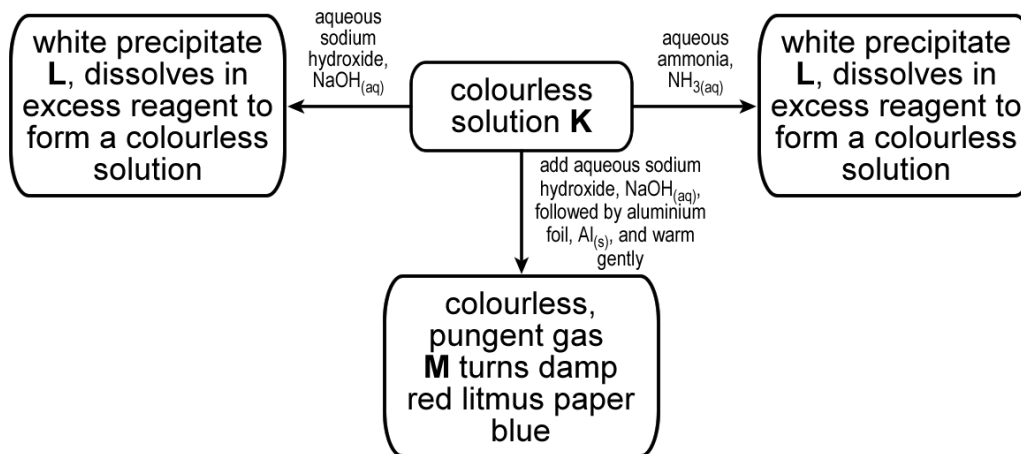 white precipitate
L, dissolves in
excess reagent to
form a colourless
solution
aqueous
sodium
hydroxide,
NaOH(aq)
colourless
solution K
aqueous
ammonia,
NH3(aq)
white precipitate
L, dissolves in
excess reagent to
form a colourless
solution
add aqueous sodium
hydroxide, NaOH(aq),
followed by aluminium
foil, Al(s), and warm
gently
colourless,
pungent gas
M turns damp
red litmus paper
blue